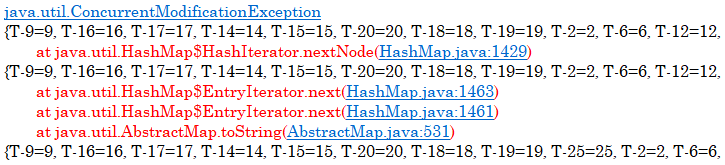 java.util.ConcurrentModificationException
{T-9=9, T-16=16, T-17=17, T-14=14, T-15=15, T-20=20, T-18=18, T-19=19, T-2=2, T-6=6, T-12=12,
at java.util.HashMap$HashIterator.nextNode(HashMap.java:1429)
{T-9=9, T-16=16, T-17=17, T-14=14, T-15=15, T-20=20, T-18=18, T-19=19, T-2=2, T-6=6, T-12=12,
at java.util.HashMap$EntryIterator.next(HashMap.java:1463)
at java.util.HashMap$EntryIterator.next(HashMap.java:1461)
at java.util.AbstractMap.toString(AbstractMap.java:531)
{T-9=9, T-16=16, T-17=17, T-14=14, T-15=15, T-20=20, T-18=18, T-19=19, T-25=25, T-2=2, T-6=6,